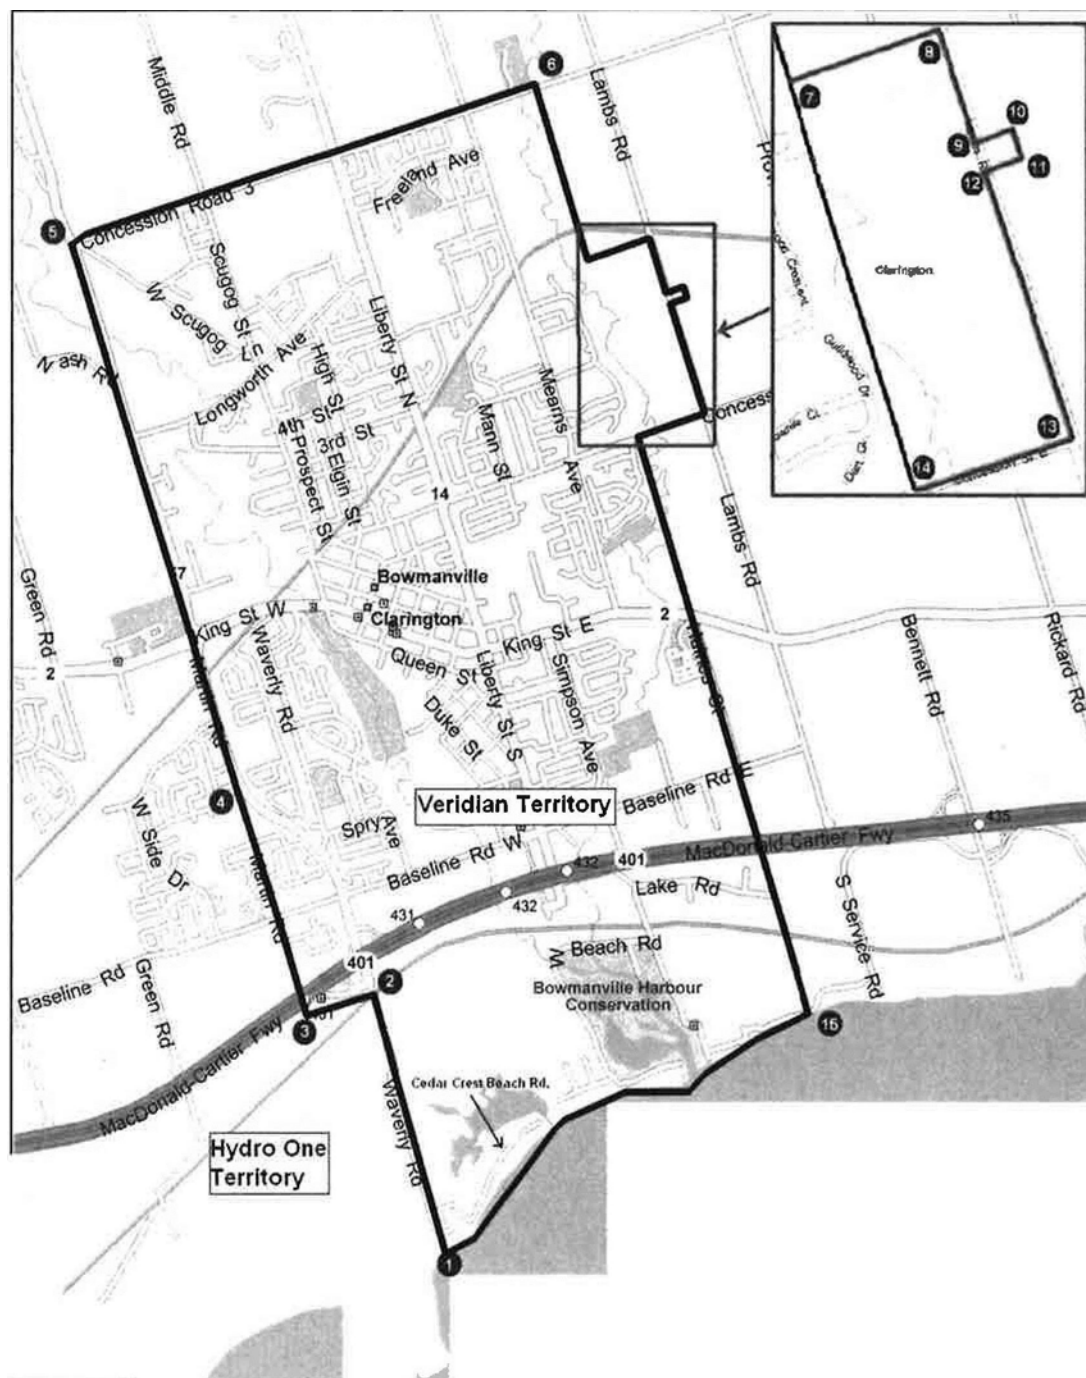 6
8
Middle Rd
Lambs Rd
7
10
9
11
12
Freeland Ave
5
Concession Road 3
Clarington
Scugog St
W Scugog Ln
Liberty St N
Guildwood Dr
Nash Rd
Longworth Ave
High St
Mearns Ave
4th St
3rd St
Mann St
13
Prospect St
Elgin St
14
14
Lambs Rd
Bowmanville
Green Rd
King St W
Clarington
2
King St E
2
Bennett Rd
Rickard Rd
Martin Rd
Waverly Rd
Queen St
Liberty St S
Simpson Ave
Duke St
4
Veridian Territory
Baseline Rd E
W Side Dr
Spry Ave
Baseline Rd W
435
MacDonald-Cartier Fwy
401
432
Martin Rd
Lake Rd
432
431
S Service Rd
401
Beach Rd
W
Baseline Rd
Green Rd
2
Bowmanville Harbour
Conservation
3
15
MacDonald-Cartier Fwy
Cedar Crest Beach Rd.
Waverly Rd
Hydro One
Territory
1